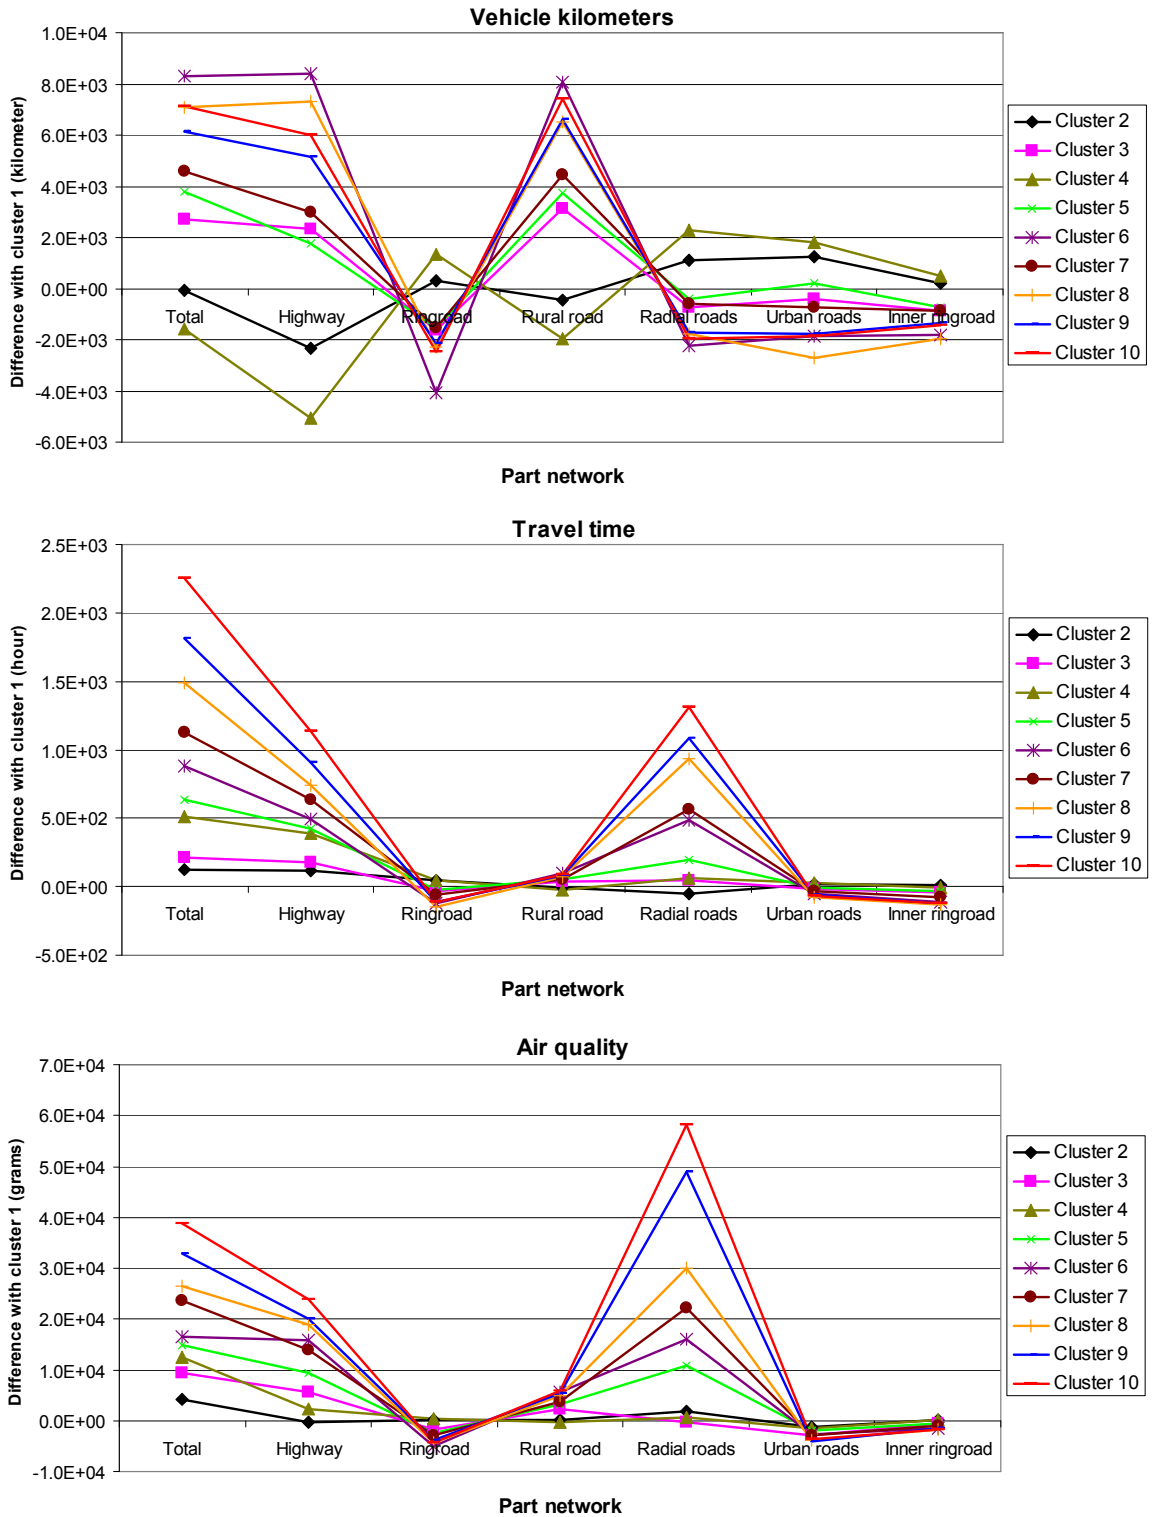 Vehicle kilometers
1.0E+04
8.0E+03
6.0E+03
4.0E+03
2.0E+03
0.0E+00
-2.0E+03
-4.0E+03
-6.0E+03
Difference with cluster 1 (kilometer)
Total Highway Ringroad Rural road Radial roads Urban roads Inner ringroad
Part network
Cluster 2
Cluster 3
Cluster 4
Cluster 5
Cluster 6
Cluster 7
Cluster 8
Cluster 9
Cluster 10
Travel time
2.5E+03
2.0E+03
1.5E+03
1.0E+03
5.0E+02
0.0E+00
-5.0E+02
Difference with cluster 1 (hour)
Total Highway Ringroad Rural road Radial roads Urban roads Inner ringroad
Part network
Cluster 2
Cluster 3
Cluster 4
Cluster 5
Cluster 6
Cluster 7
Cluster 8
Cluster 9
Cluster 10
Air quality
7.0E+04
6.0E+04
5.0E+04
4.0E+04
3.0E+04
2.0E+04
1.0E+04
0.0E+00
-1.0E+04
Difference with cluster 1 (grams)
Total Highway Ringroad Rural road Radial roads Urban roads Inner ringroad
Part network
Cluster 2
Cluster 3
Cluster 4
Cluster 5
Cluster 6
Cluster 7
Cluster 8
Cluster 9
Cluster 10